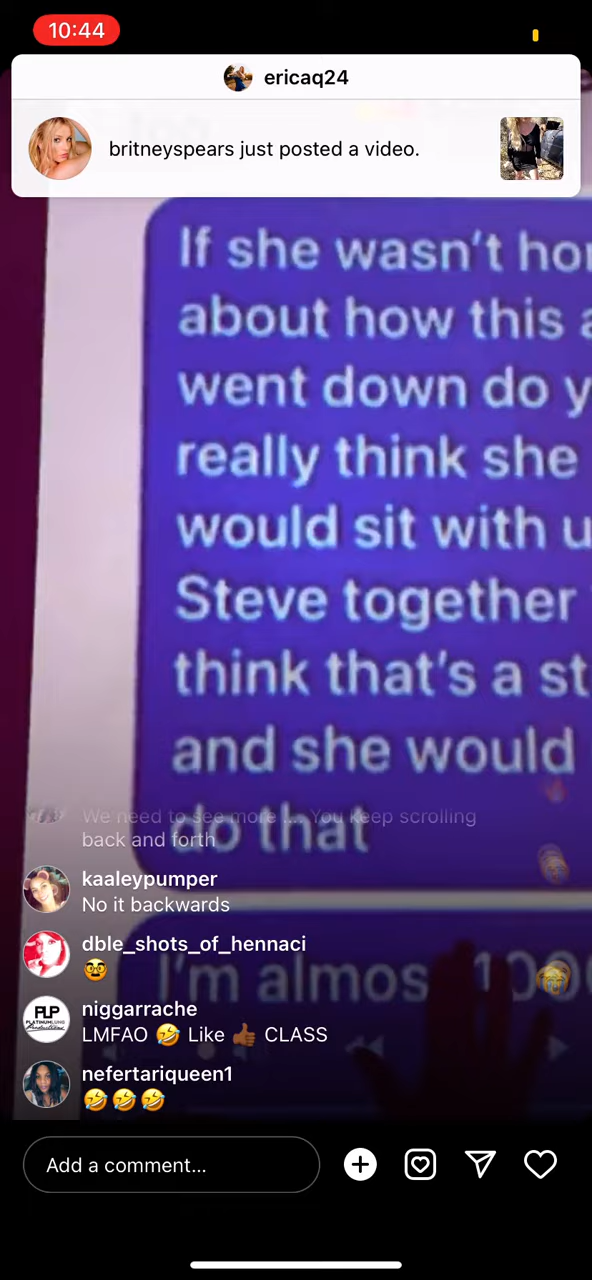 10:44
ericaq24
britneyspears just posted a video.
If she wasn't
about how this
went down do
really think she
would sit with
Steve together
think that's a
and she would
do that
We need to see more !... You keep scrolling
back and forth
kaaleypumper
No it backwards
dble_shots_of_hennaci
🥸
I'm almos
niggarrache
LMFAO 🤣 Like 👍🏾 CLASS
nefertariqueen1
🤣🤣🤣
Add a comment...